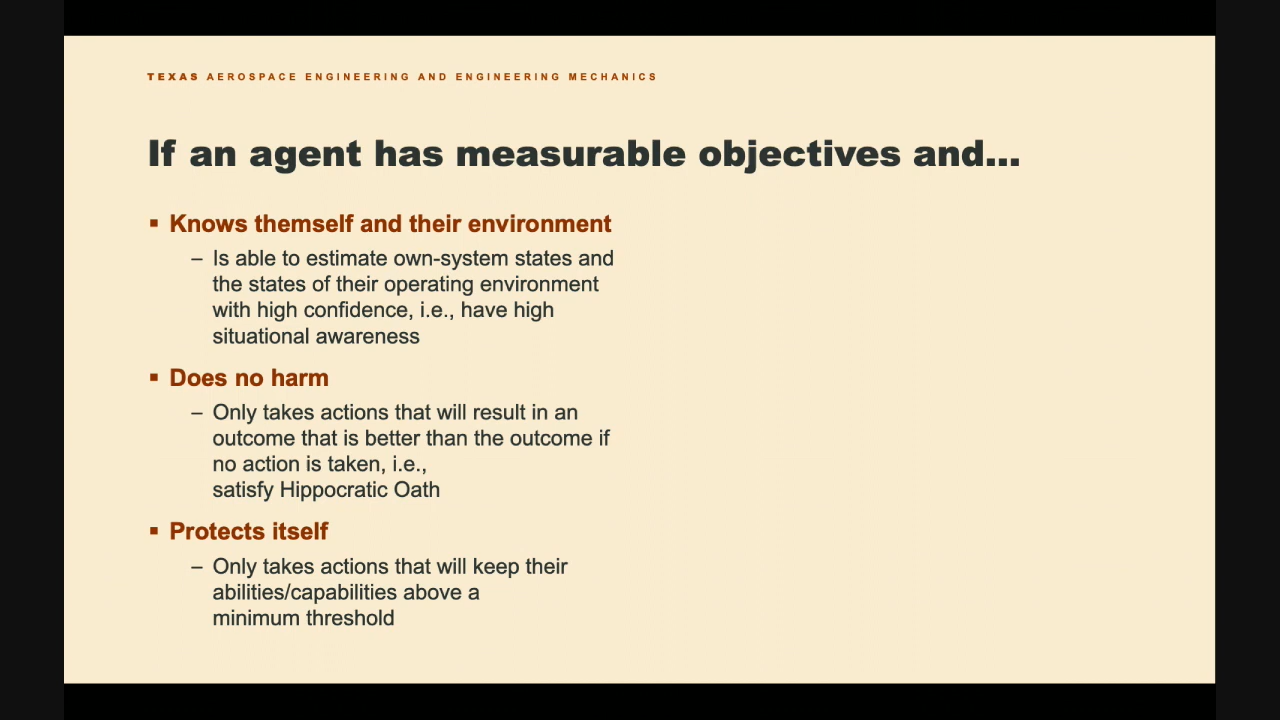 TEXAS AEROSPACE ENGINEERING AND ENGINEERING MECHANICS
If an agent has measurable objectives and...
▪ Knows themself and their environment
– Is able to estimate own-system states and
the states of their operating environment
with high confidence, i.e., have high
situational awareness
▪ Does no harm
– Only takes actions that will result in an
outcome that is better than the outcome if
no action is taken, i.e.,
satisfy Hippocratic Oath
▪ Protects itself
– Only takes actions that will keep their
abilities/capabilities above a
minimum threshold